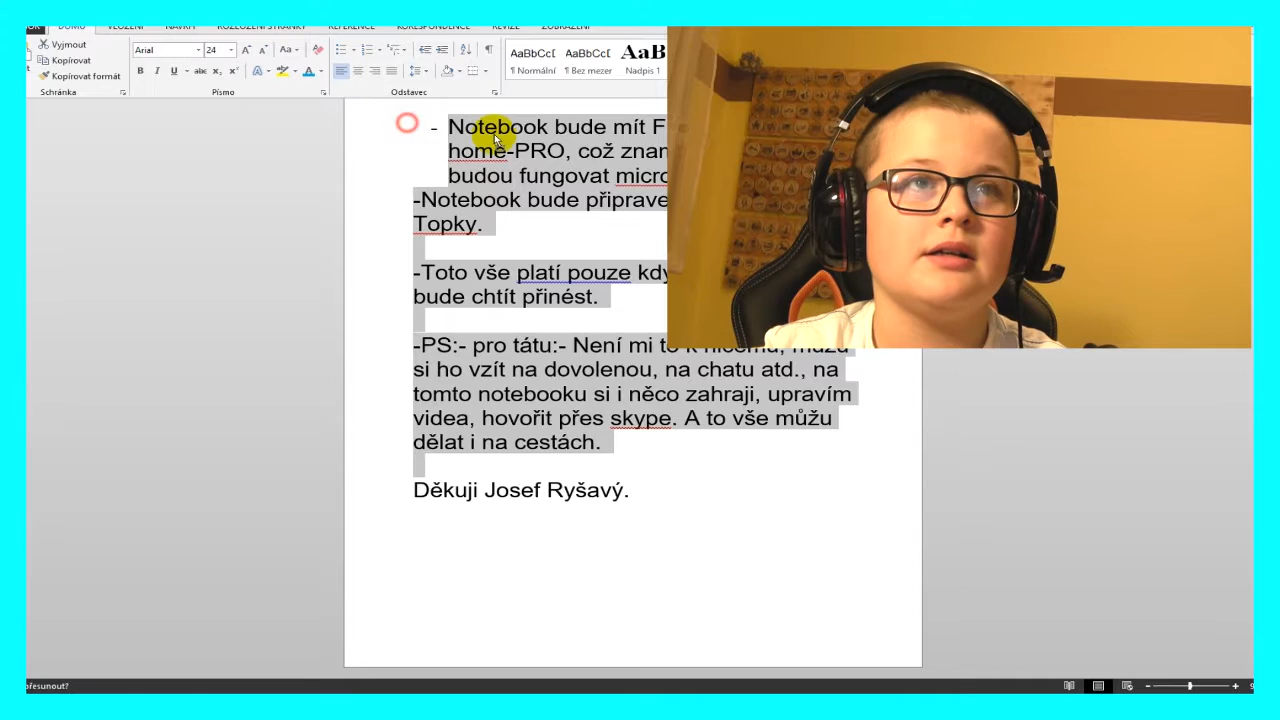 DOMŮ VLOŽENÍ NÁVRH ROZLOŽENÍ STRÁNKY REFERENCE KORESPONDENCE REVIZE ZOBRAZENÍ
Vyjmout
Kopírovat
Kopírovat formát
Schránka
Arial 24
Písmo
Odstavec
AaBbCcD AaBbCcD AaB
¶ Normální ¶ Bez mezer Nadpis 1
- Notebook bude mít F
home-PRO, což znam
budou fungovat micro
-Notebook bude připrave
Topky.
-Toto vše platí pouze kdy
bude chtít přinést.
-PS:- pro tátu:- Není mi to k ničemu, můžu
si ho vzít na dovolenou, na chatu atd., na
tomto notebooku si i něco zahraji, upravím
videa, hovořit přes skype. A to vše můžu
dělat i na cestách.
Děkuji Josef Ryšavý.
přesunout?